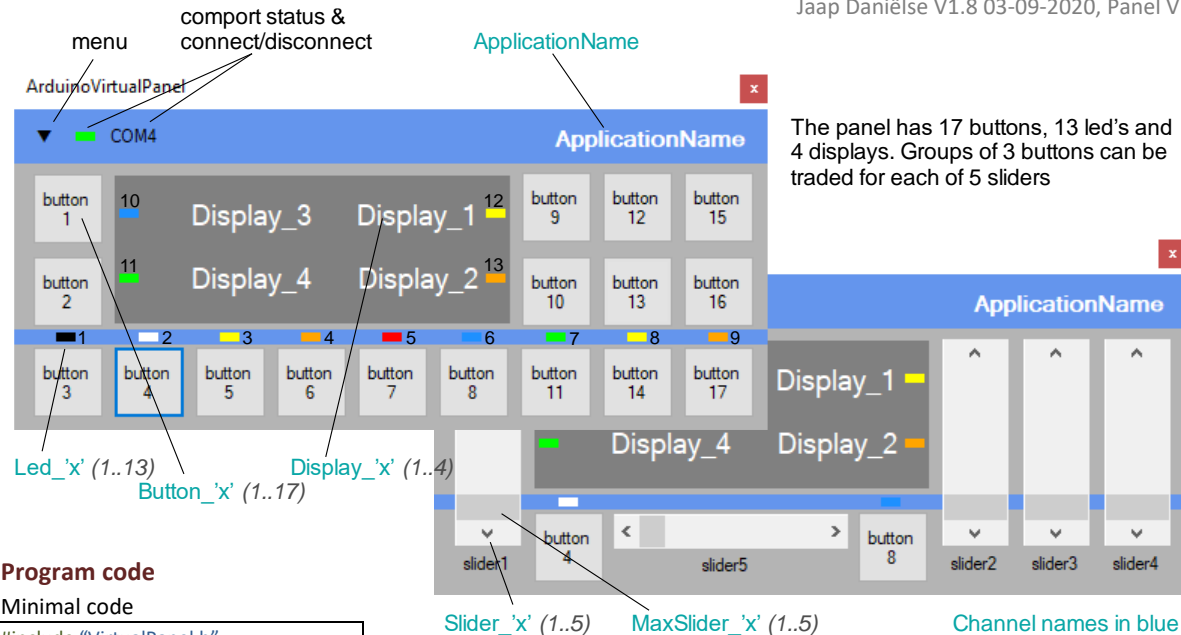 Jaap Daniëlse V1.8 03-09-2020, Panel V
comport status &
connect/disconnect
menu
ApplicationName
ArduinoVirtualPanel
x
COM4
ApplicationName
The panel has 17 buttons, 13 led's and
4 displays. Groups of 3 buttons can be
traded for each of 5 sliders
button
1
10
Display_3
Display_1
12
button
9
button
12
button
15
button
2
11
Display_4
Display_2
13
button
10
button
13
button
16
1
2
3
4
5
6
7
8
9
button
3
button
4
button
5
button
6
button
7
button
8
button
11
button
14
button
17
x
ApplicationName
Display_1
Display_4
Display_2
Led_'x' (1..13)
Button_'x' (1..17)
Display_'x' (1..4)
button
4
button
8
slider1
slider5
slider2
slider3
slider4
Program code
Minimal code
Slider_'x' (1..5)
MaxSlider_'x' (1..5)
Channel names in blue
#include "VirtualPanel.h"